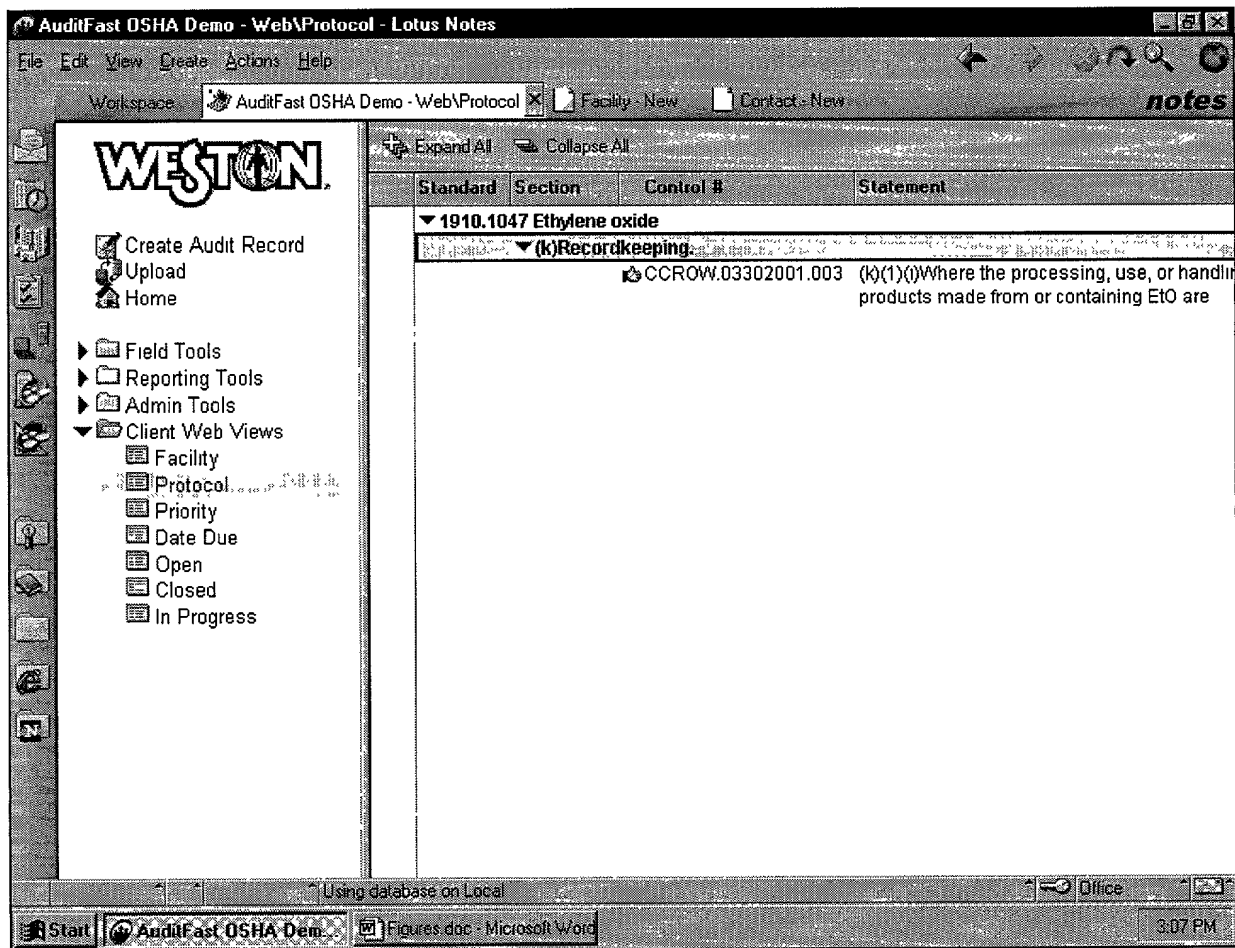 AuditFast OSHA Demo - Web\Protocol - Lotus Notes
File Edit View Create Actions Help
Workspace AuditFast OSHA Demo - Web\Protocol Facility - New Contact - New notes
WESTON.
Create Audit Record
Upload
Home
Field Tools
Reporting Tools
Admin Tools
Client Web Views
Facility
Protocol
Priority
Date Due
Open
Closed
In Progress
Expand All Collapse All
Standard Section Control # Statement
1910.1047 Ethylene oxide
(k)Recordkeeping.
CCROW.03302001.003 (k)(1)(i)Where the processing, use, or handlin
products made from or containing EtO are
Using database on Local Office
Start AuditFast OSHA Dem... Figures.doc - Microsoft Word 3:07 PM